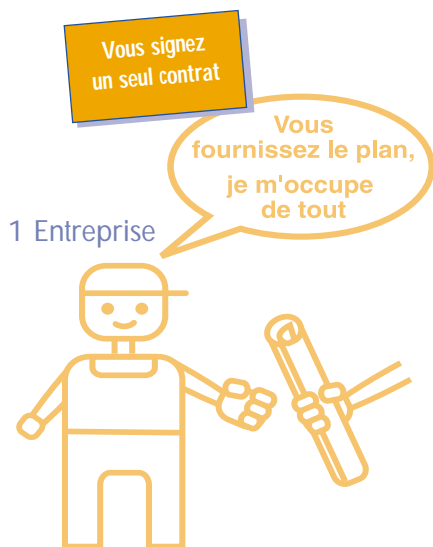 Vous signez
un seul contrat
Vous
fournissez le plan,
je m'occupe
de tout
1 Entreprise